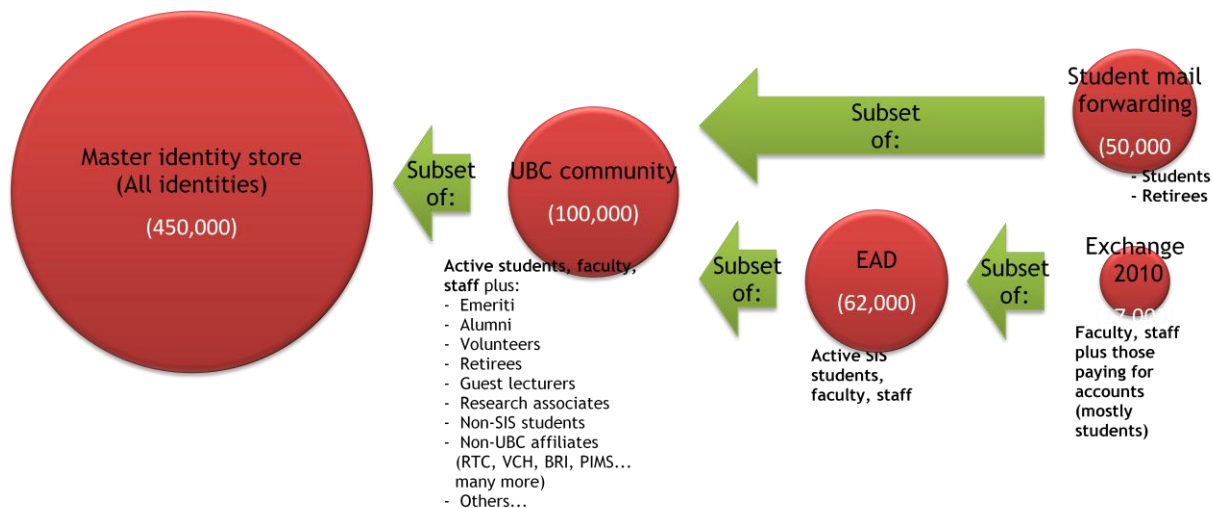 Master identity store
(All identities)
(450,000)
Subset
of:
UBC community
(100,000)
Active students, faculty,
staff plus:
- Emeriti
- Alumni
- Volunteers
- Retirees
- Guest lecturers
- Research associates
- Non-SIS students
- Non-UBC affiliates
(RTC, VCH, BRI, PIMS...
many more)
- Others...
Subset
of:
Student mail
forwarding
(50,000
- Students
- Retirees
Subset
of:
EAD
(62,000)
Active SIS
students,
faculty, staff
Subset
of:
Exchange
2010
Faculty, staff
plus those
paying for
accounts
(mostly
students)